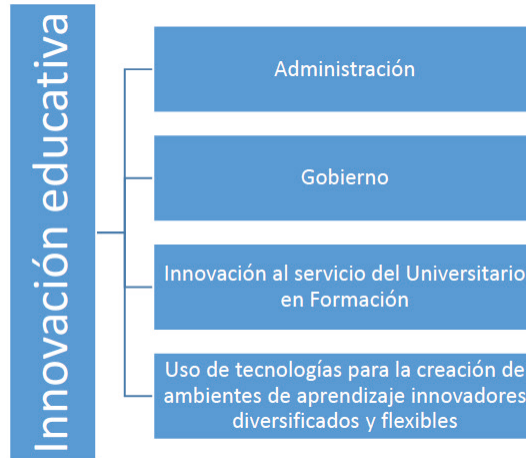 Innovación educativa
Administración
Gobierno
Innovación al servicio del Universitario
en Formación
Uso de tecnologías para la creación de
ambientes de aprendizaje innovadores
diversificados y flexibles